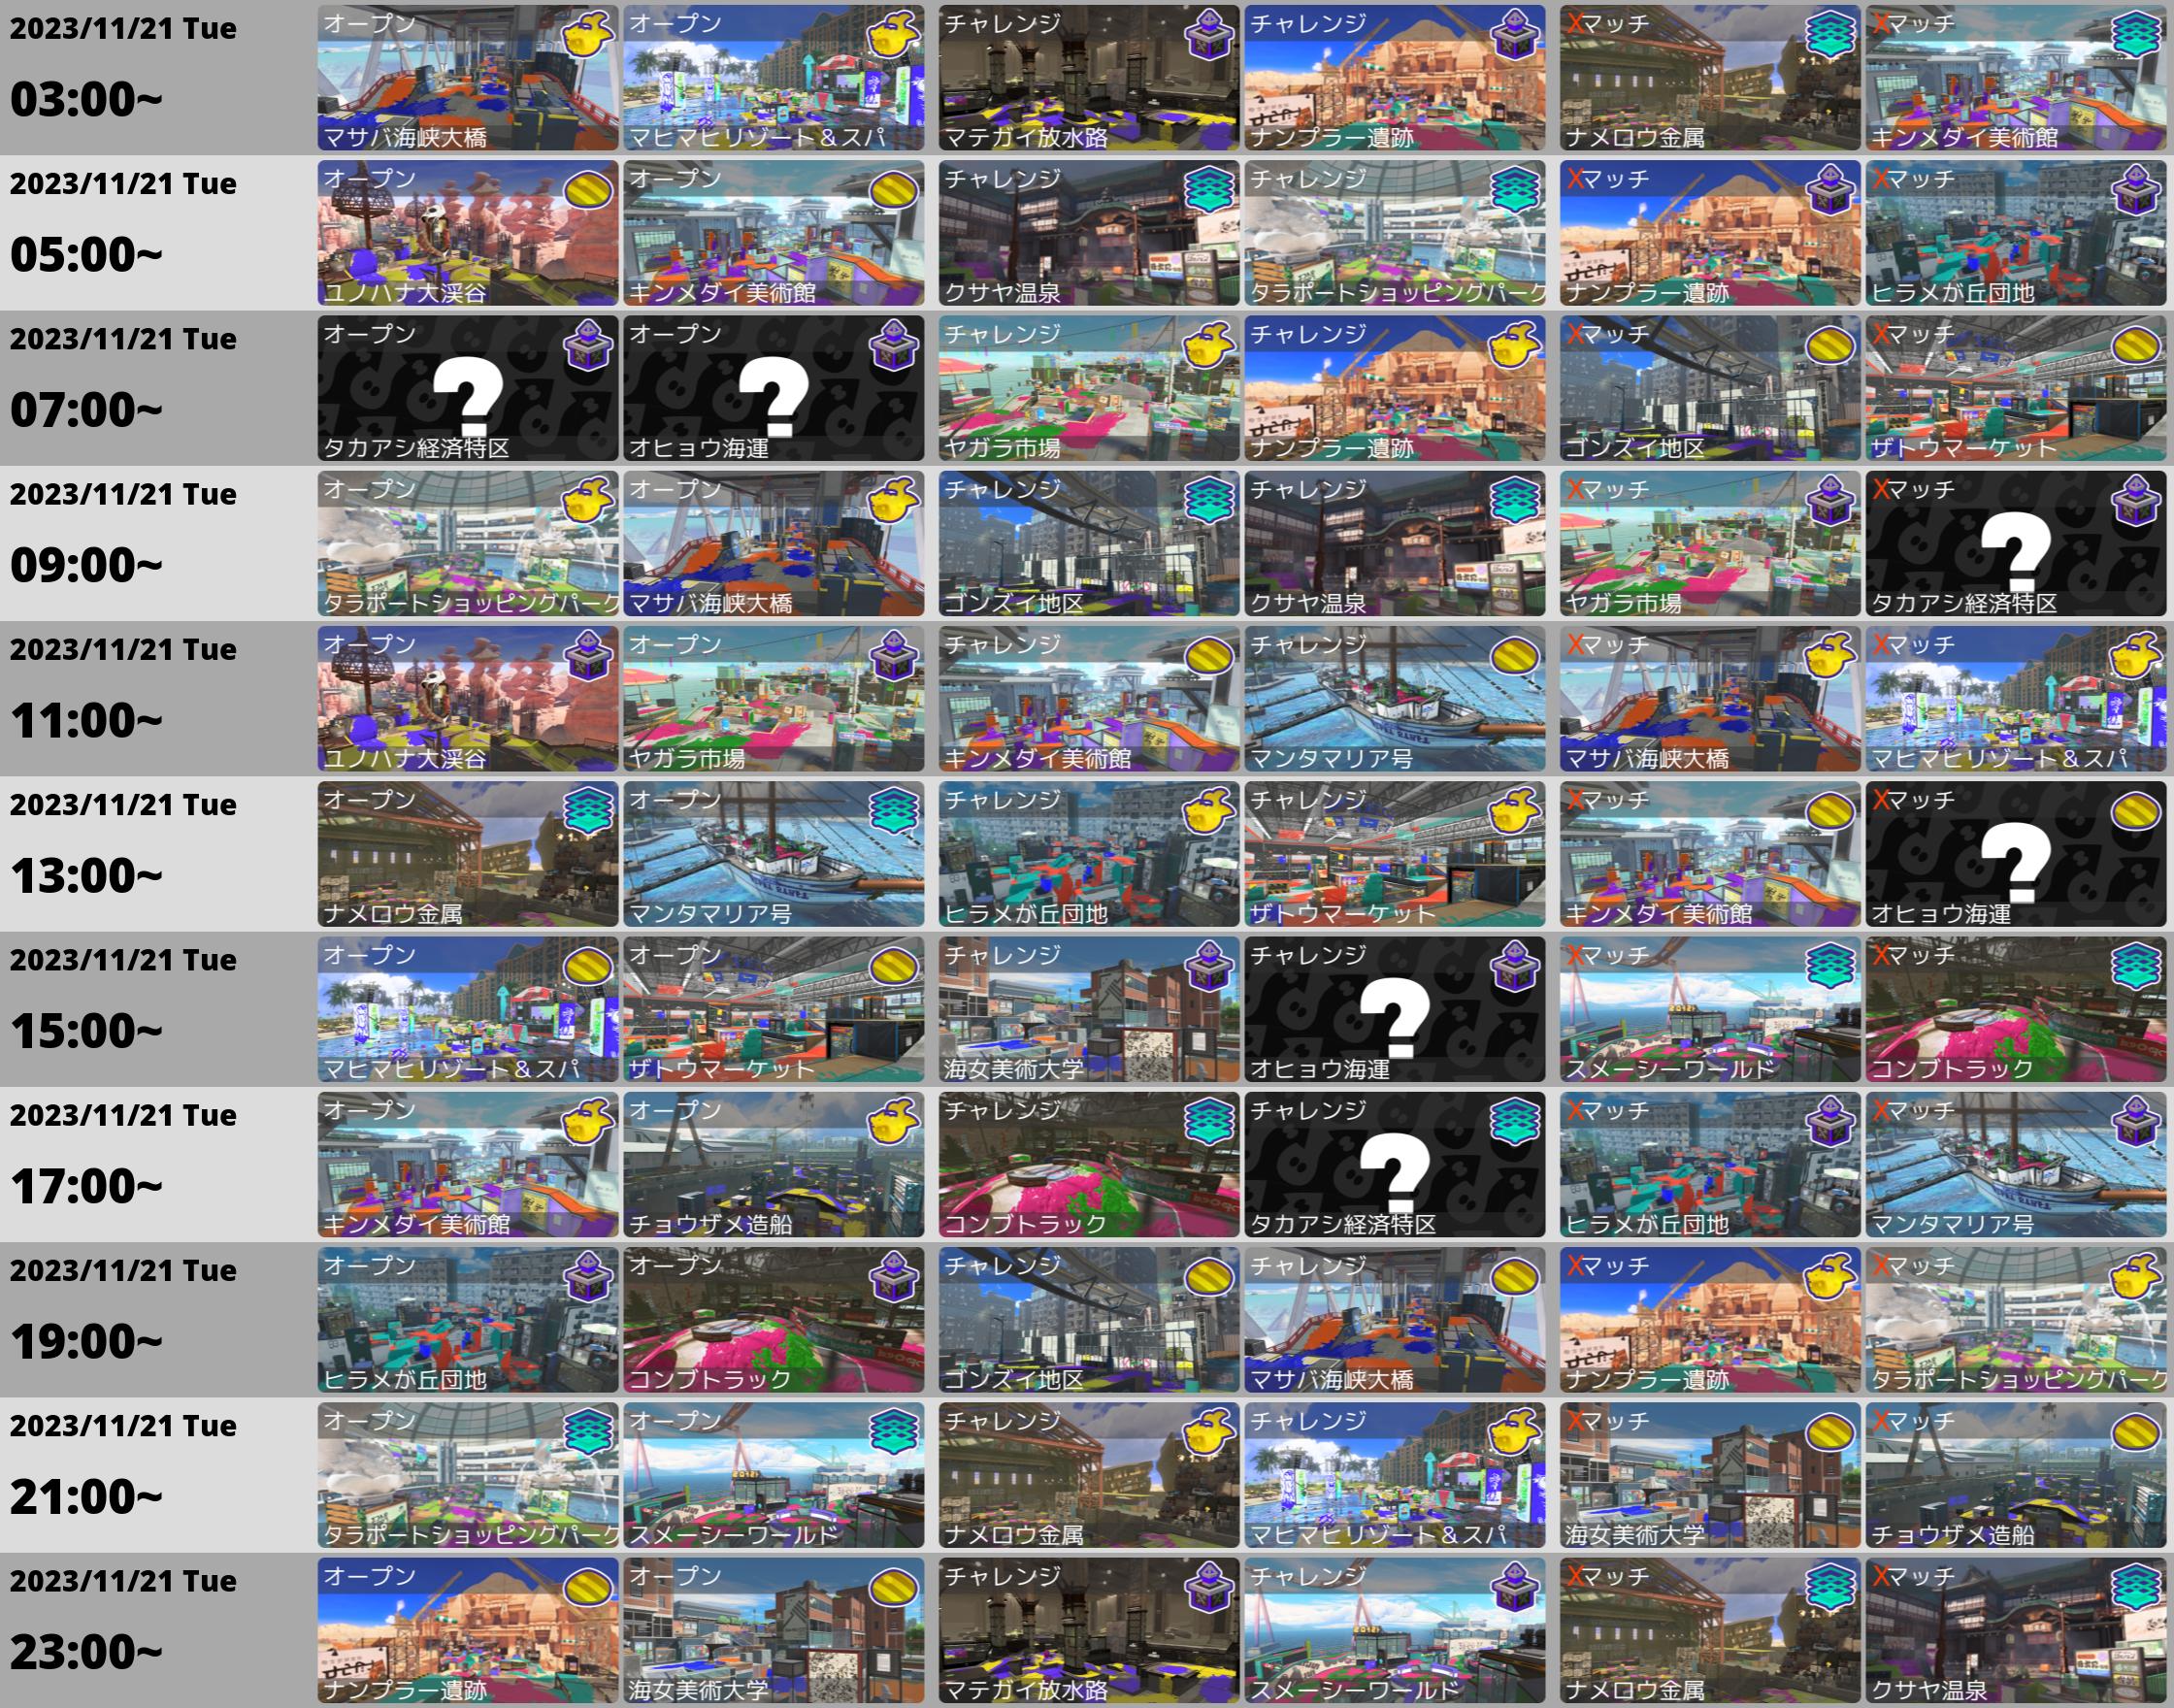 2023/11/21 Tue
03:00~
オープン
マサバ海峡大橋
オープン
マヒマヒリゾート＆スパ
チャレンジ
マテガイ放水路
チャレンジ
ナンプラー遺跡
Xマッチ
ナメロウ金属
Xマッチ
キンメダイ美術館
2023/11/21 Tue
05:00~
オープン
ユノハナ大渓谷
オープン
キンメダイ美術館
チャレンジ
クサヤ温泉
チャレンジ
タラポートショッピングパーク
Xマッチ
ナンプラー遺跡
Xマッチ
ヒラメが丘団地
2023/11/21 Tue
07:00~
オープン
?
タカアシ経済特区
オープン
?
オヒョウ海運
チャレンジ
ヤガラ市場
チャレンジ
ナンプラー遺跡
Xマッチ
ゴンズイ地区
Xマッチ
ザトウマーケット
2023/11/21 Tue
09:00~
オープン
タラポートショッピングパーク
オープン
マサバ海峡大橋
チャレンジ
ゴンズイ地区
チャレンジ
クサヤ温泉
Xマッチ
ヤガラ市場
Xマッチ
?
タカアシ経済特区
2023/11/21 Tue
11:00~
オープン
ユノハナ大渓谷
オープン
ヤガラ市場
チャレンジ
キンメダイ美術館
チャレンジ
マンタマリア号
Xマッチ
マサバ海峡大橋
Xマッチ
マヒマヒリゾート＆スパ
2023/11/21 Tue
13:00~
オープン
ナメロウ金属
オープン
マンタマリア号
チャレンジ
ヒラメが丘団地
チャレンジ
ザトウマーケット
Xマッチ
キンメダイ美術館
Xマッチ
?
オヒョウ海運
2023/11/21 Tue
15:00~
オープン
マヒマヒリゾート＆スパ
オープン
ザトウマーケット
チャレンジ
海女美術大学
チャレンジ
?
オヒョウ海運
Xマッチ
スメーシーワールド
Xマッチ
コンブトラック
2023/11/21 Tue
17:00~
オープン
キンメダイ美術館
オープン
チョウザメ造船
チャレンジ
コンブトラック
チャレンジ
?
タカアシ経済特区
Xマッチ
ヒラメが丘団地
Xマッチ
マンタマリア号
2023/11/21 Tue
19:00~
オープン
ヒラメが丘団地
オープン
コンブトラック
チャレンジ
ゴンズイ地区
チャレンジ
マサバ海峡大橋
Xマッチ
ナンプラー遺跡
Xマッチ
タラポートショッピングパーク
2023/11/21 Tue
21:00~
オープン
タラポートショッピングパーク
オープン
スメーシーワールド
チャレンジ
ナメロウ金属
チャレンジ
マヒマヒリゾート＆スパ
Xマッチ
海女美術大学
Xマッチ
チョウザメ造船
2023/11/21 Tue
23:00~
オープン
ナンプラー遺跡
オープン
海女美術大学
チャレンジ
マテガイ放水路
チャレンジ
スメーシーワールド
Xマッチ
ナメロウ金属
Xマッチ
クサヤ温泉